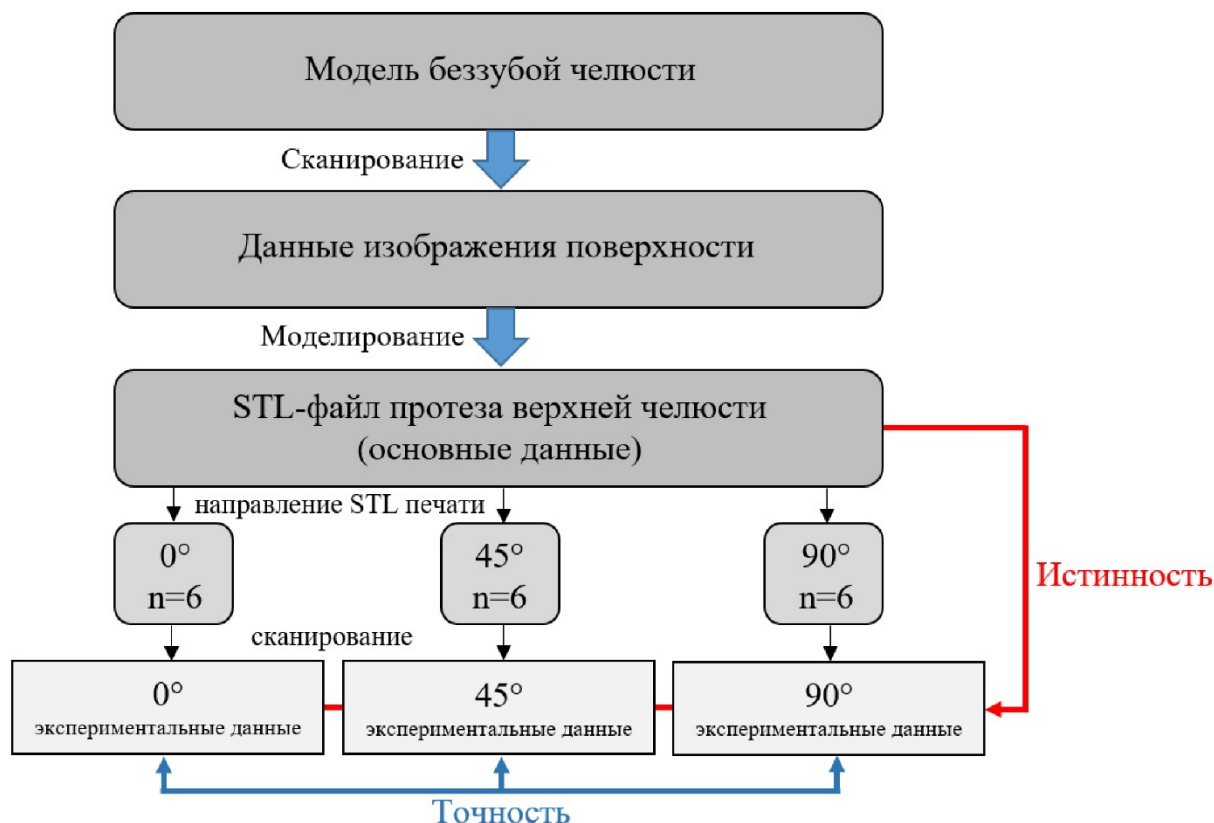 Модель беззубой челюсти
Сканирование
Данные изображения поверхности
Моделирование
STL-файл протеза верхней челюсти
(основные данные)
направление STL печати
0°
n=6
45°
n=6
90°
n=6
Истинность
сканирование
0°
экспериментальные данные
45°
экспериментальные данные
90°
экспериментальные данные
Точность